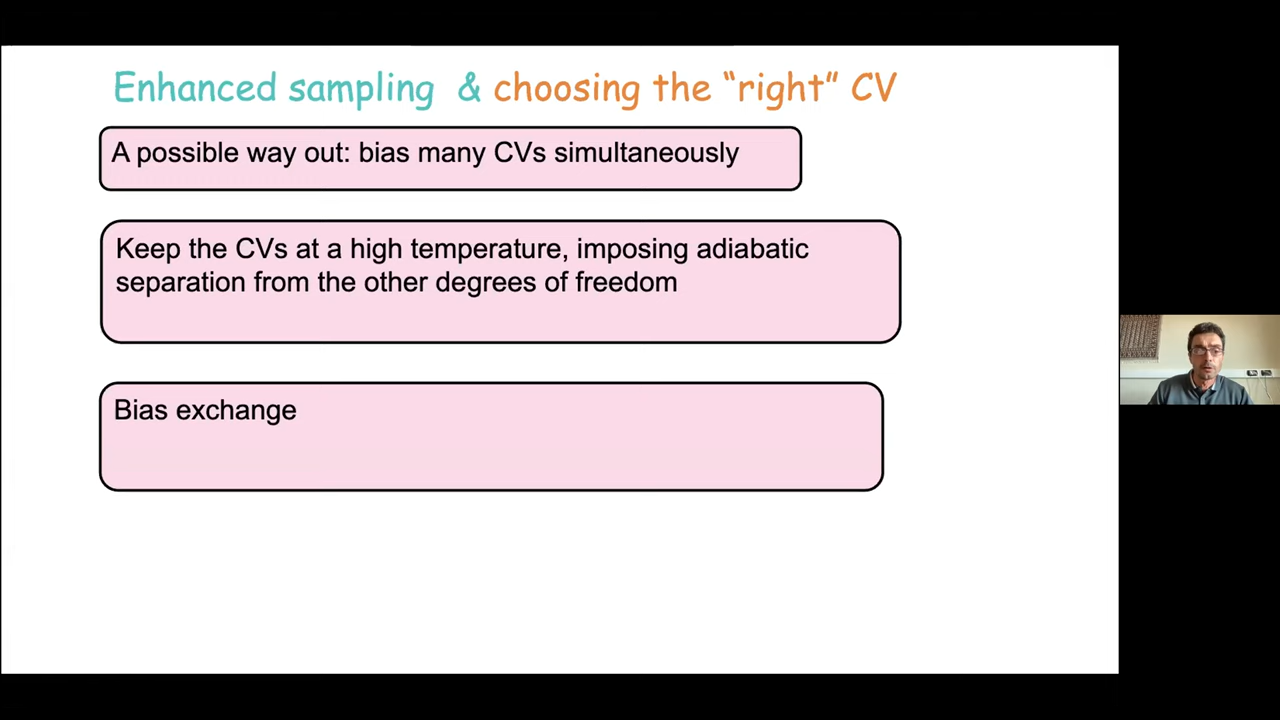 Enhanced sampling & choosing the “right” CV
A possible way out: bias many CVs simultaneously
Keep the CVs at a high temperature, imposing adiabatic
separation from the other degrees of freedom
Bias exchange